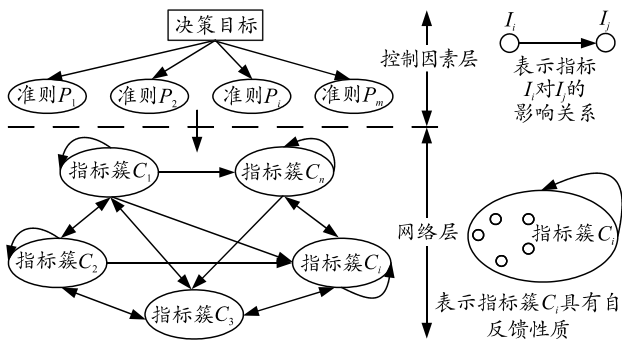 决策目标
准则P1
准则P2
准则Pi
准则Pm
控制因素层
Ii
Ij
表示指标
Ii对Ij的
影响关系
指标簇C1
指标簇Cn
指标簇C2
指标簇Ci
指标簇C3
网络层
指标簇Ci
表示指标簇Ci具有自
反馈性质